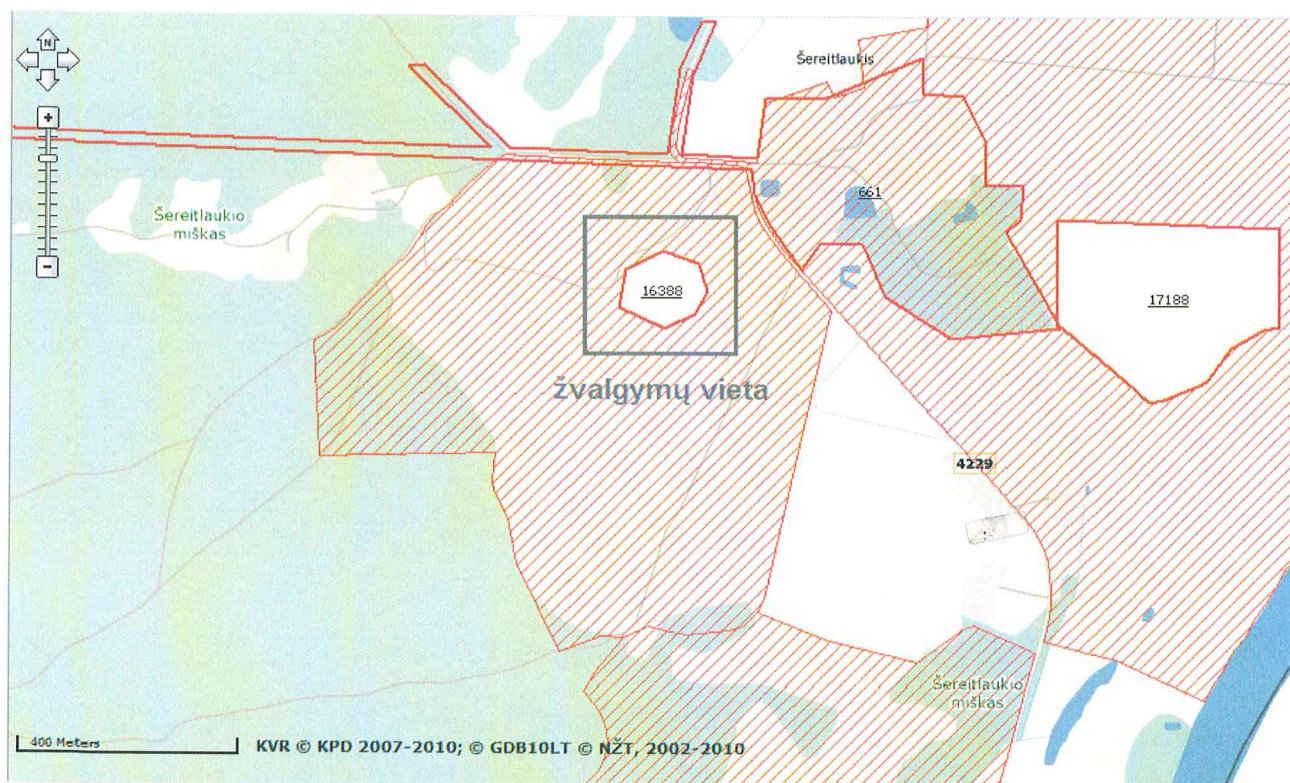 N
Šereitlaukis
661
Šereitlaukio
miškas
16388
17188
žvalgymų vieta
4229
Šereitlaukio
miškas
400 Meters
KVR © KPD 2007-2010; © GDB10LT © NŽT, 2002-2010